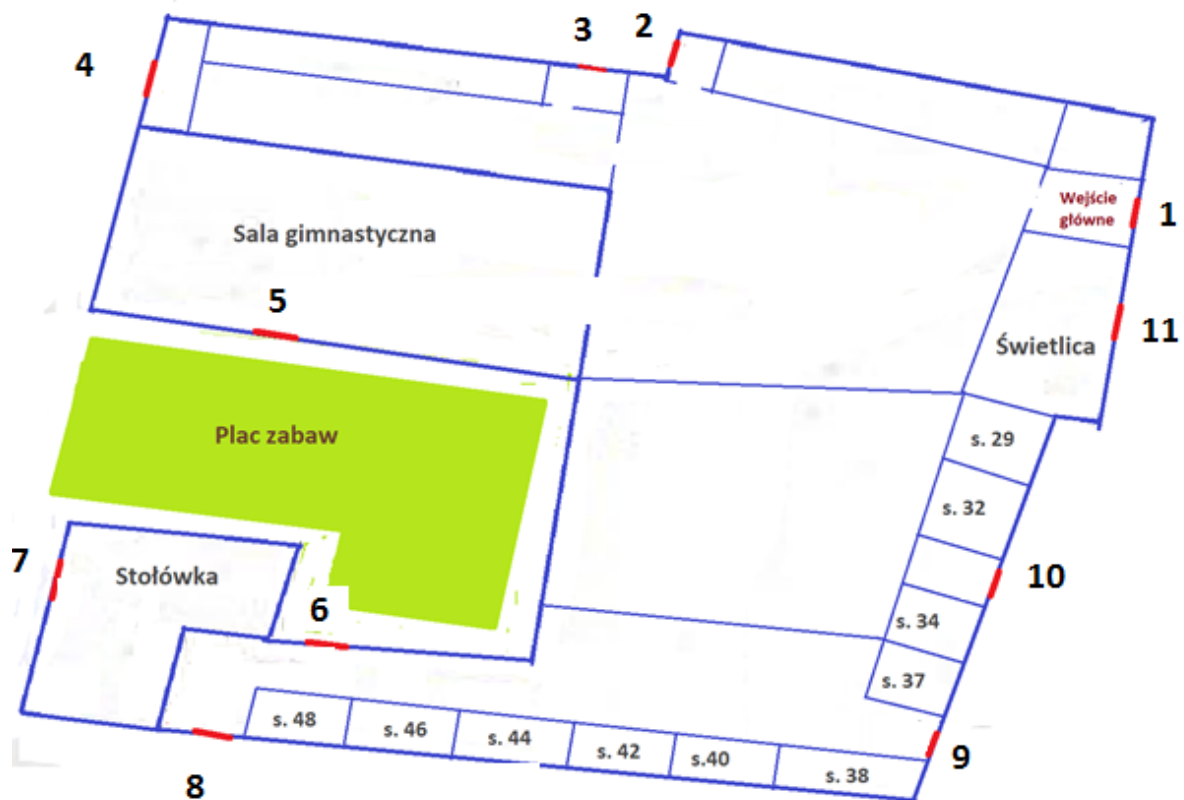 3
2
4
Wejście
główne
1
Sala gimnastyczna
5
11
Świetlica
Plac zabaw
s. 29
s. 32
7
Stołówka
10
6
s. 34
s. 37
s. 48
s. 46
s. 44
s. 42
s.40
s. 38
9
8